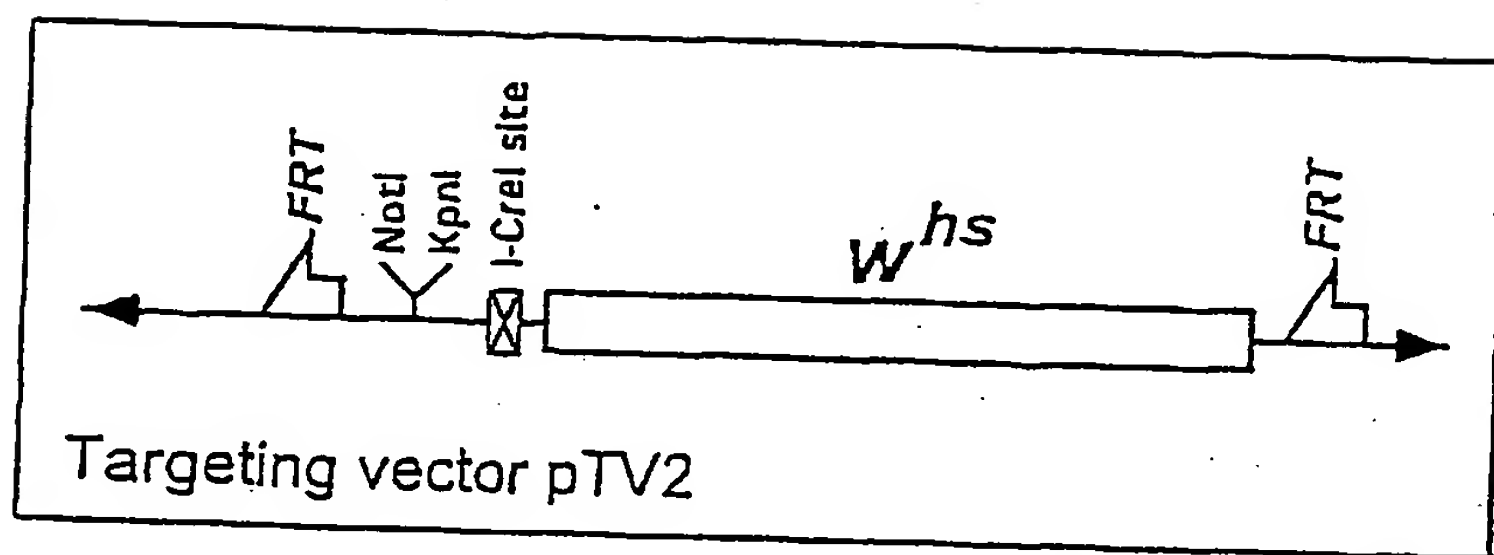 FRT
NotI
KpnI
I-CreI site
w^hs
FRT
Targeting vector pTV2